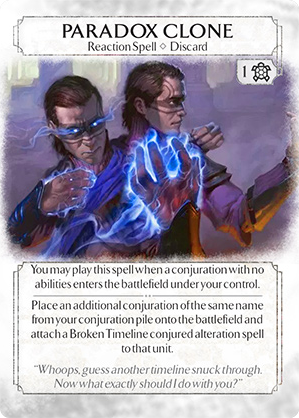 PARADOX CLONE
Reaction Spell ⬦ Discard
1
You may play this spell when a conjuration with no
abilities enters the battlefield under your control.
Place an additional conjuration of the same name
from your conjuration pile onto the battlefield and
attach a Broken Timeline conjured alteration spell
to that unit.
“Whoops, guess another timeline snuck through.
Now what exactly should I do with you?”